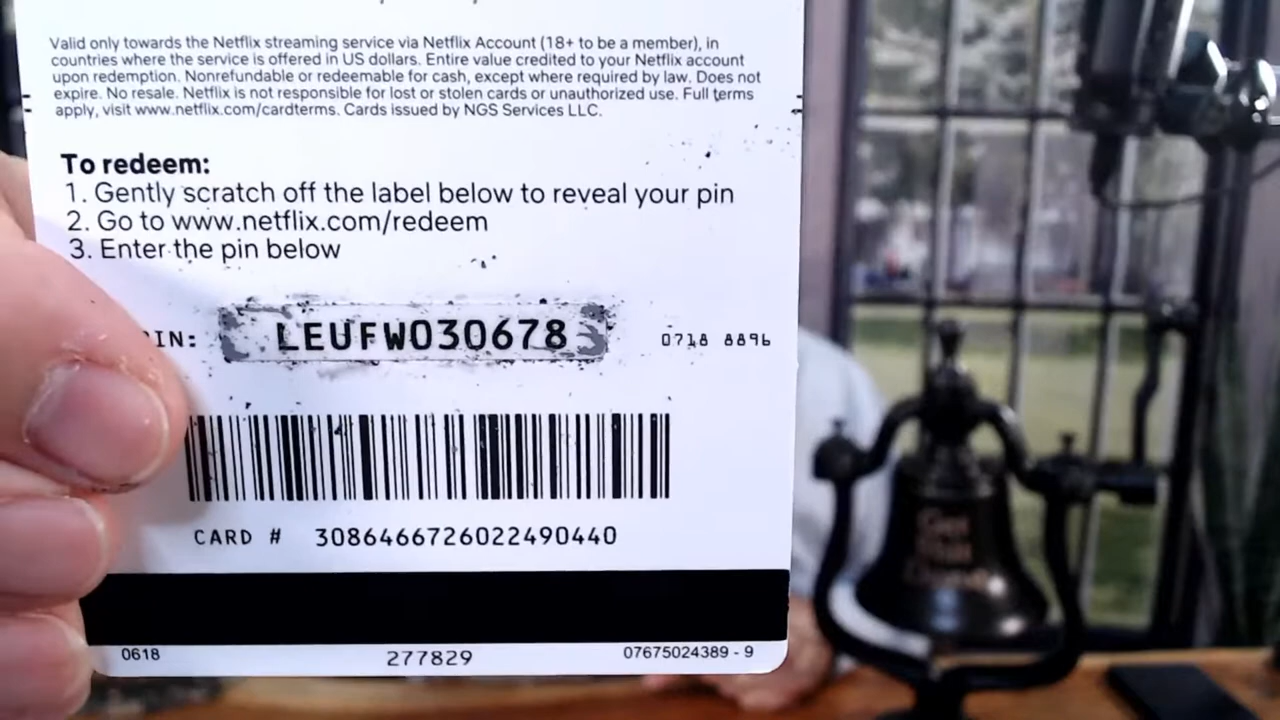 Valid only towards the Netflix streaming service via Netflix Account (18+ to be a member), in
countries where the service is offered in US dollars. Entire value credited to your Netflix account
upon redemption. Nonrefundable or redeemable for cash, except where required by law. Does not
expire. No resale. Netflix is not responsible for lost or stolen cards or unauthorized use. Full terms
apply, visit www.netflix.com/cardterms. Cards issued by NGS Services LLC.
To redeem:
1. Gently scratch off the label below to reveal your pin
2. Go to www.netflix.com/redeem
3. Enter the pin below
IN: LEUFW030678 0718 8896
CARD # 3086466726022490440
0618 277829 07675024389 - 9